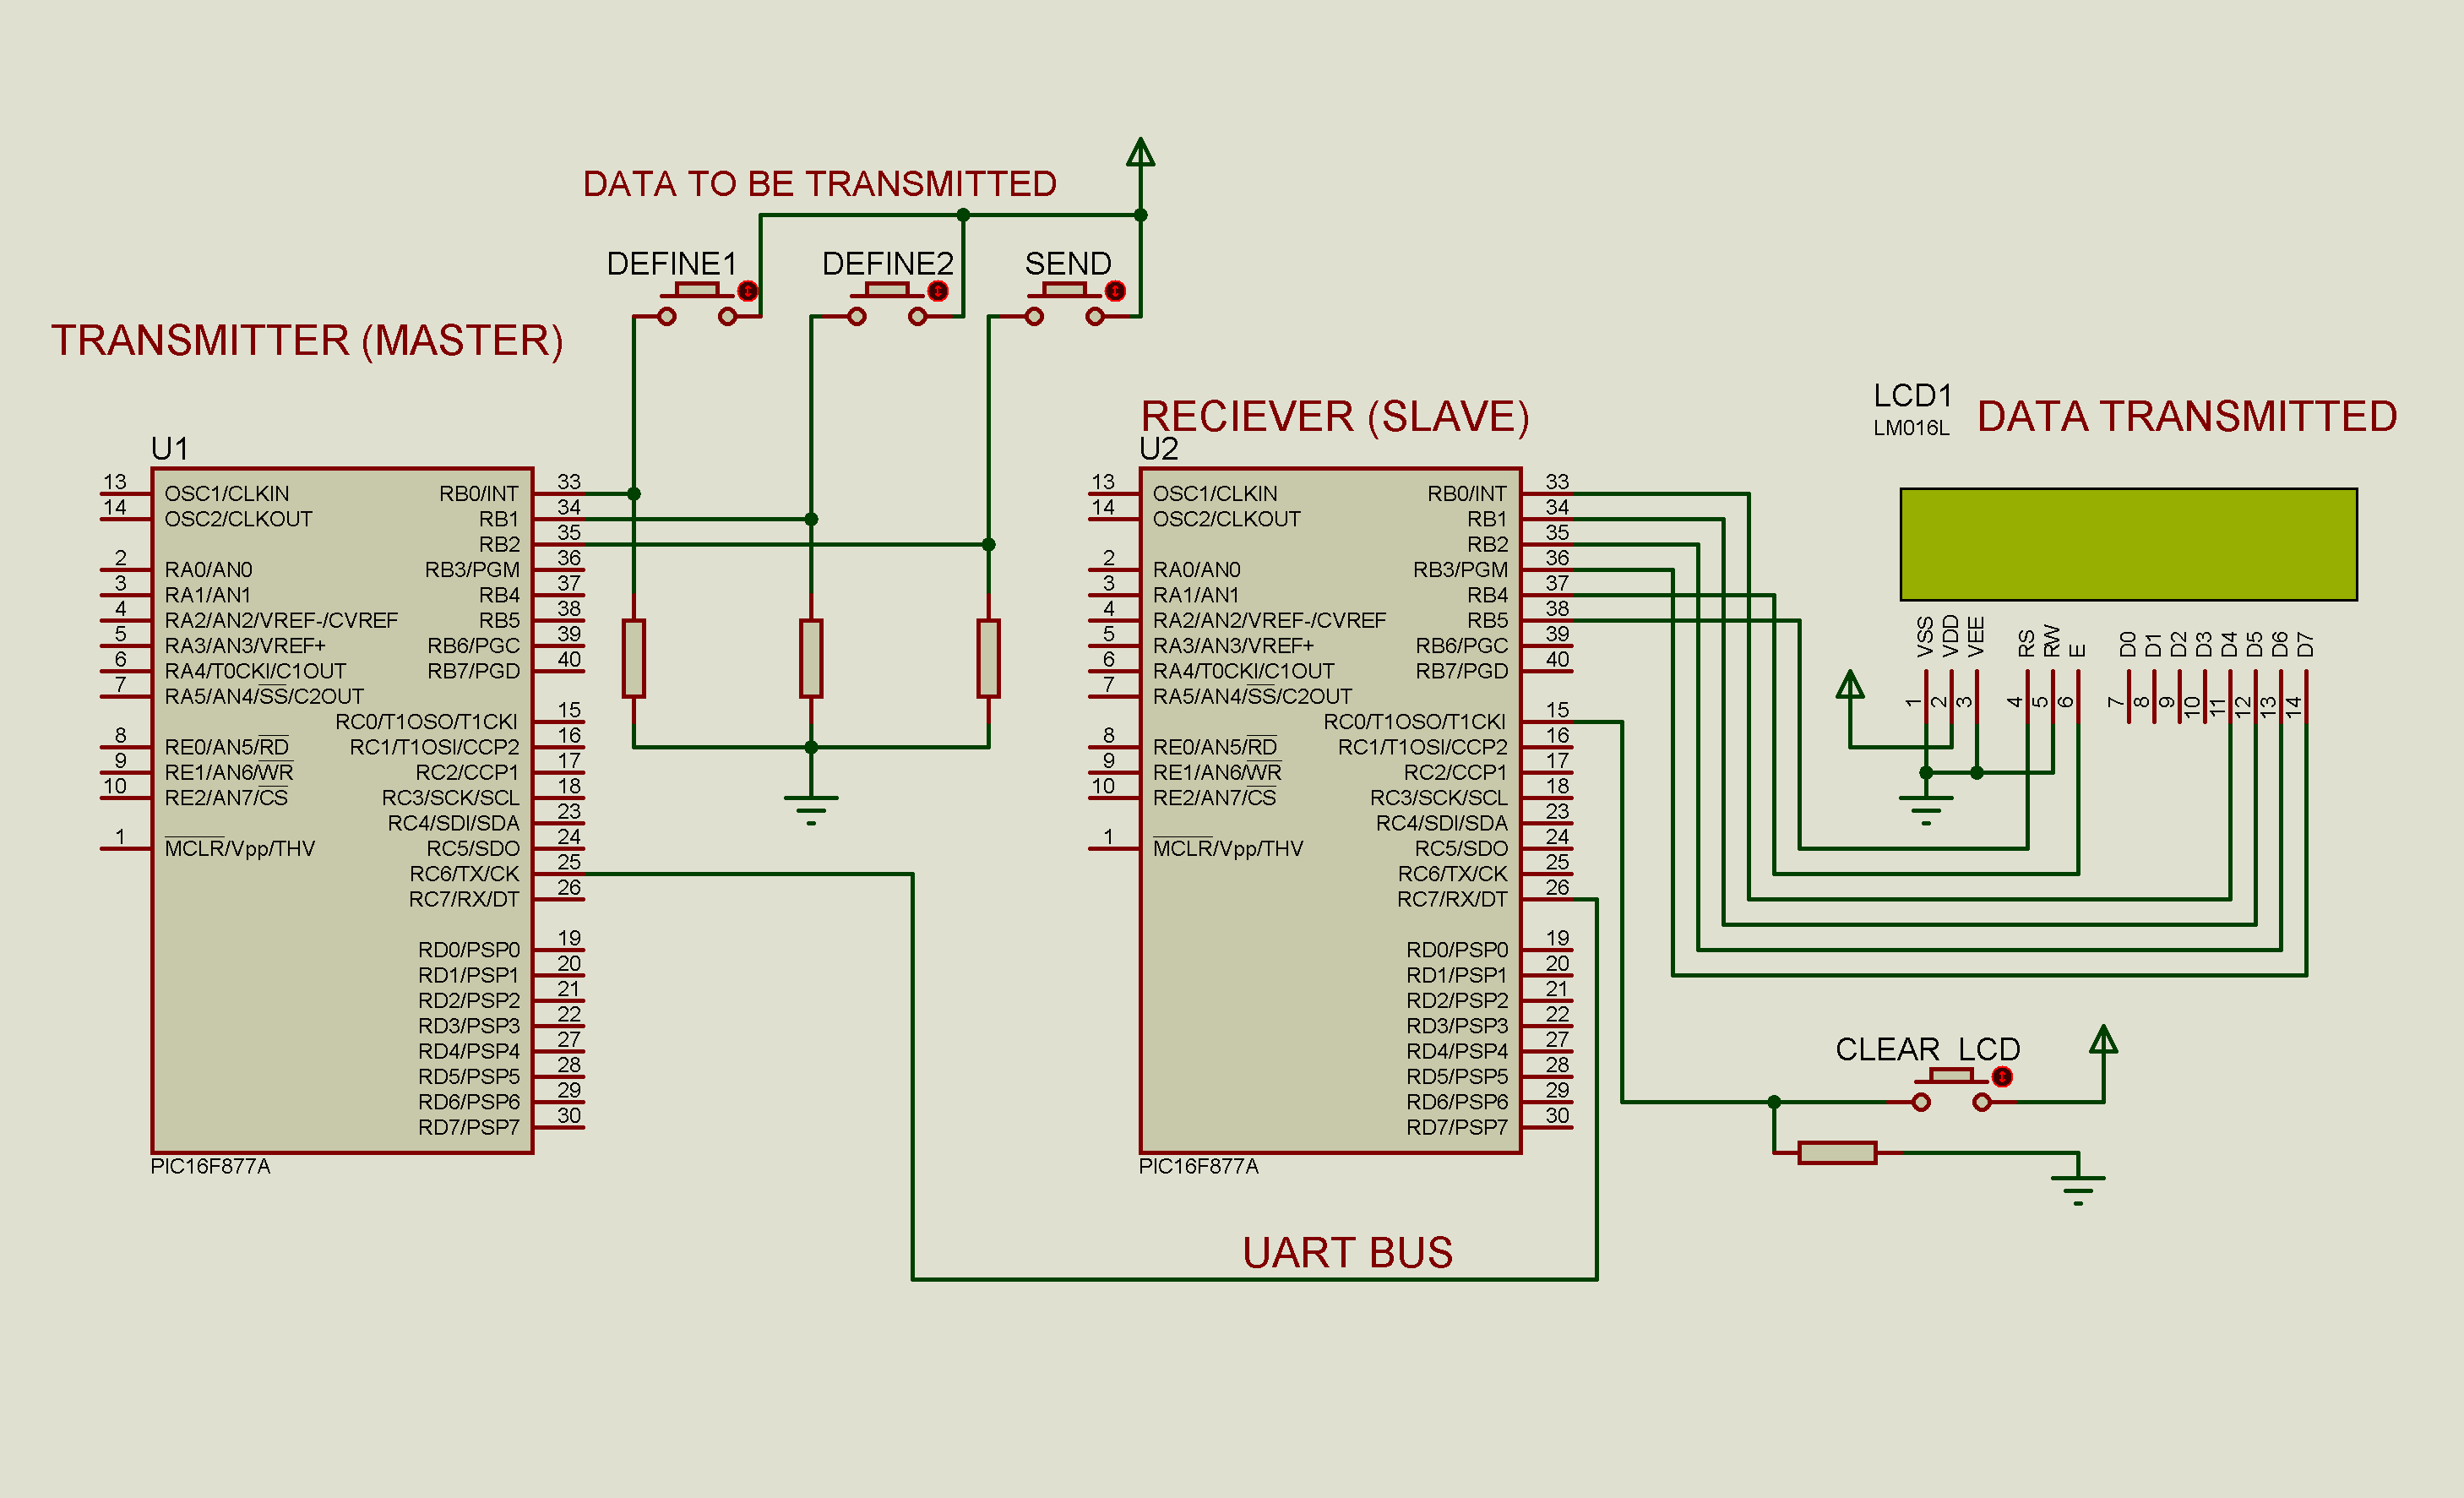 DATA TO BE TRANSMITTED
DEFINE1
DEFINE2
SEND
TRANSMITTER (MASTER)
U1
13 OSC1/CLKIN
14 OSC2/CLKOUT
2 RA0/AN0
3 RA1/AN1
4 RA2/AN2/VREF-/CVREF
5 RA3/AN3/VREF+
6 RA4/T0CKI/C1OUT
7 RA5/AN4/SS/C2OUT
8 RE0/AN5/RD
9 RE1/AN6/WR
10 RE2/AN7/CS
1 MCLR/Vpp/THV
RB0/INT 33
RB1 34
RB2 35
RB3/PGM 36
RB4 37
RB5 38
RB6/PGC 39
RB7/PGD 40
RC0/T1OSO/T1CKI 15
RC1/T1OSI/CCP2 16
RC2/CCP1 17
RC3/SCK/SCL 18
RC4/SDI/SDA 23
RC5/SDO 24
RC6/TX/CK 25
RC7/RX/DT 26
RD0/PSP0 19
RD1/PSP1 20
RD2/PSP2 21
RD3/PSP3 22
RD4/PSP4 27
RD5/PSP5 28
RD6/PSP6 29
RD7/PSP7 30
PIC16F877A
RECIEVER (SLAVE)
U2
13 OSC1/CLKIN
14 OSC2/CLKOUT
2 RA0/AN0
3 RA1/AN1
4 RA2/AN2/VREF-/CVREF
5 RA3/AN3/VREF+
6 RA4/T0CKI/C1OUT
7 RA5/AN4/SS/C2OUT
8 RE0/AN5/RD
9 RE1/AN6/WR
10 RE2/AN7/CS
1 MCLR/Vpp/THV
RB0/INT 33
RB1 34
RB2 35
RB3/PGM 36
RB4 37
RB5 38
RB6/PGC 39
RB7/PGD 40
RC0/T1OSO/T1CKI 15
RC1/T1OSI/CCP2 16
RC2/CCP1 17
RC3/SCK/SCL 18
RC4/SDI/SDA 23
RC5/SDO 24
RC6/TX/CK 25
RC7/RX/DT 26
RD0/PSP0 19
RD1/PSP1 20
RD2/PSP2 21
RD3/PSP3 22
RD4/PSP4 27
RD5/PSP5 28
RD6/PSP6 29
RD7/PSP7 30
PIC16F877A
LCD1
LM016L
DATA TRANSMITTED
VSS 1
VDD 2
VEE 3
RS 4
RW 5
E 6
D0 7
D1 8
D2 9
D3 10
D4 11
D5 12
D6 13
D7 14
CLEAR LCD
UART BUS